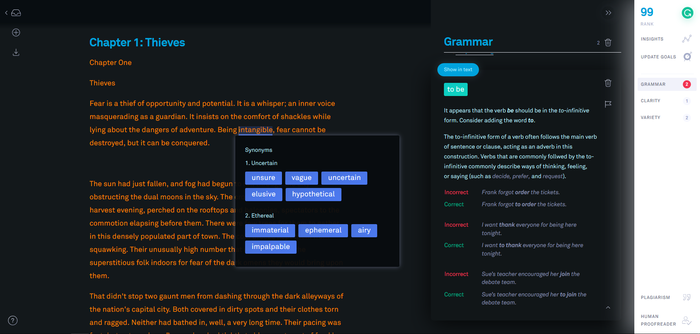 Chapter 1: Thieves
Chapter One
Thieves
Fear is a thief of opportunity and potential. It is a whisper; an inner voice
masquerading as a guardian. It insists on the comfort of shackles while
lying about the dangers of adventure. Being intangible, fear cannot be
destroyed, but it can be conquered.
The sun had just fallen, and fog had begun
obstructing the dual moons in the sky. The
harvest evening, perched on the rooftops a
commotion elapsing before them. There we
in this densely populated part of town. The
squawking. Their unusually high number th
superstitious folk indoors for fear of the da
them.
That didn't stop two gaunt men from dashing through the dark alleyways of
the nation's capital city. Both covered in dirty spots and their clothes torn
and ragged. Neither had bathed in, well, a very long time. Their pacing was
Synonyms
1. Uncertain
unsure vague uncertain
elusive hypothetical
2. Ethereal
immaterial ephemeral airy
impalpable
Grammar
2
Show in text
to be
It appears that the verb be should be in the to-infinitive
form. Consider adding the word to.
The to-infinitive form of a verb often follows the main verb
of sentence or clause, acting as an adverb in this
construction. Verbs that are commonly followed by the to-
infinitive commonly describe ways of thinking, feeling,
or saying (such as decide, prefer, and request).
Incorrect Frank forgot order the tickets.
Correct Frank forgot to order the tickets.
Incorrect I want thank everyone for being here
tonight.
Correct I want to thank everyone for being here
tonight.
Incorrect Sue's teacher encouraged her join the
debate team.
Correct Sue's teacher encouraged her to join the
debate team.
99
RANK
INSIGHTS
UPDATE GOALS
GRAMMAR 2
CLARITY 1
VARIETY 2
PLAGIARISM
HUMAN
PROOFREADER